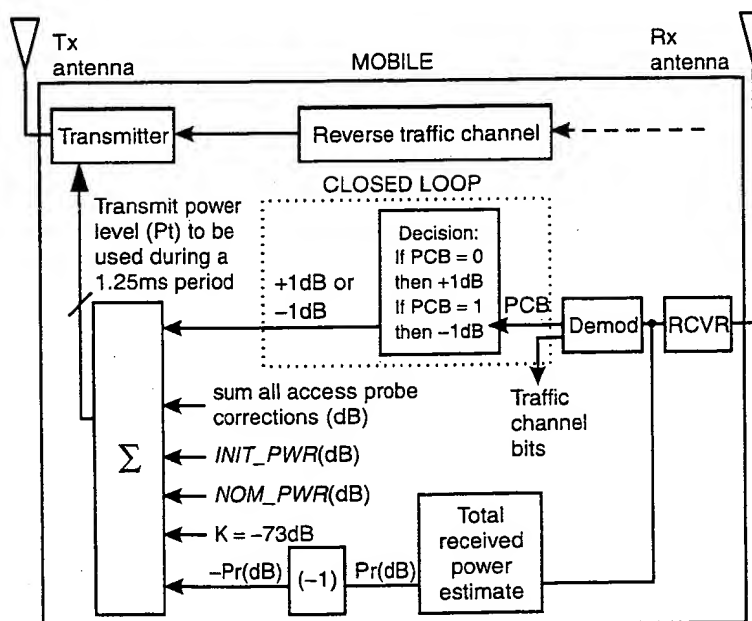 Tx
antenna
MOBILE
Rx
antenna
Transmitter
Reverse traffic channel
CLOSED LOOP
Transmit power
level (Pt) to be
used during a
1.25ms period
+1dB or
−1dB
Decision:
If PCB = 0
then +1dB
If PCB = 1
then −1dB
PCB
Demod
RCVR
Traffic
channel
bits
Σ
sum all access probe
corrections (dB)
INIT_PWR(dB)
NOM_PWR(dB)
K = −73dB
−Pr(dB)
(−1)
Pr(dB)
Total
received
power
estimate